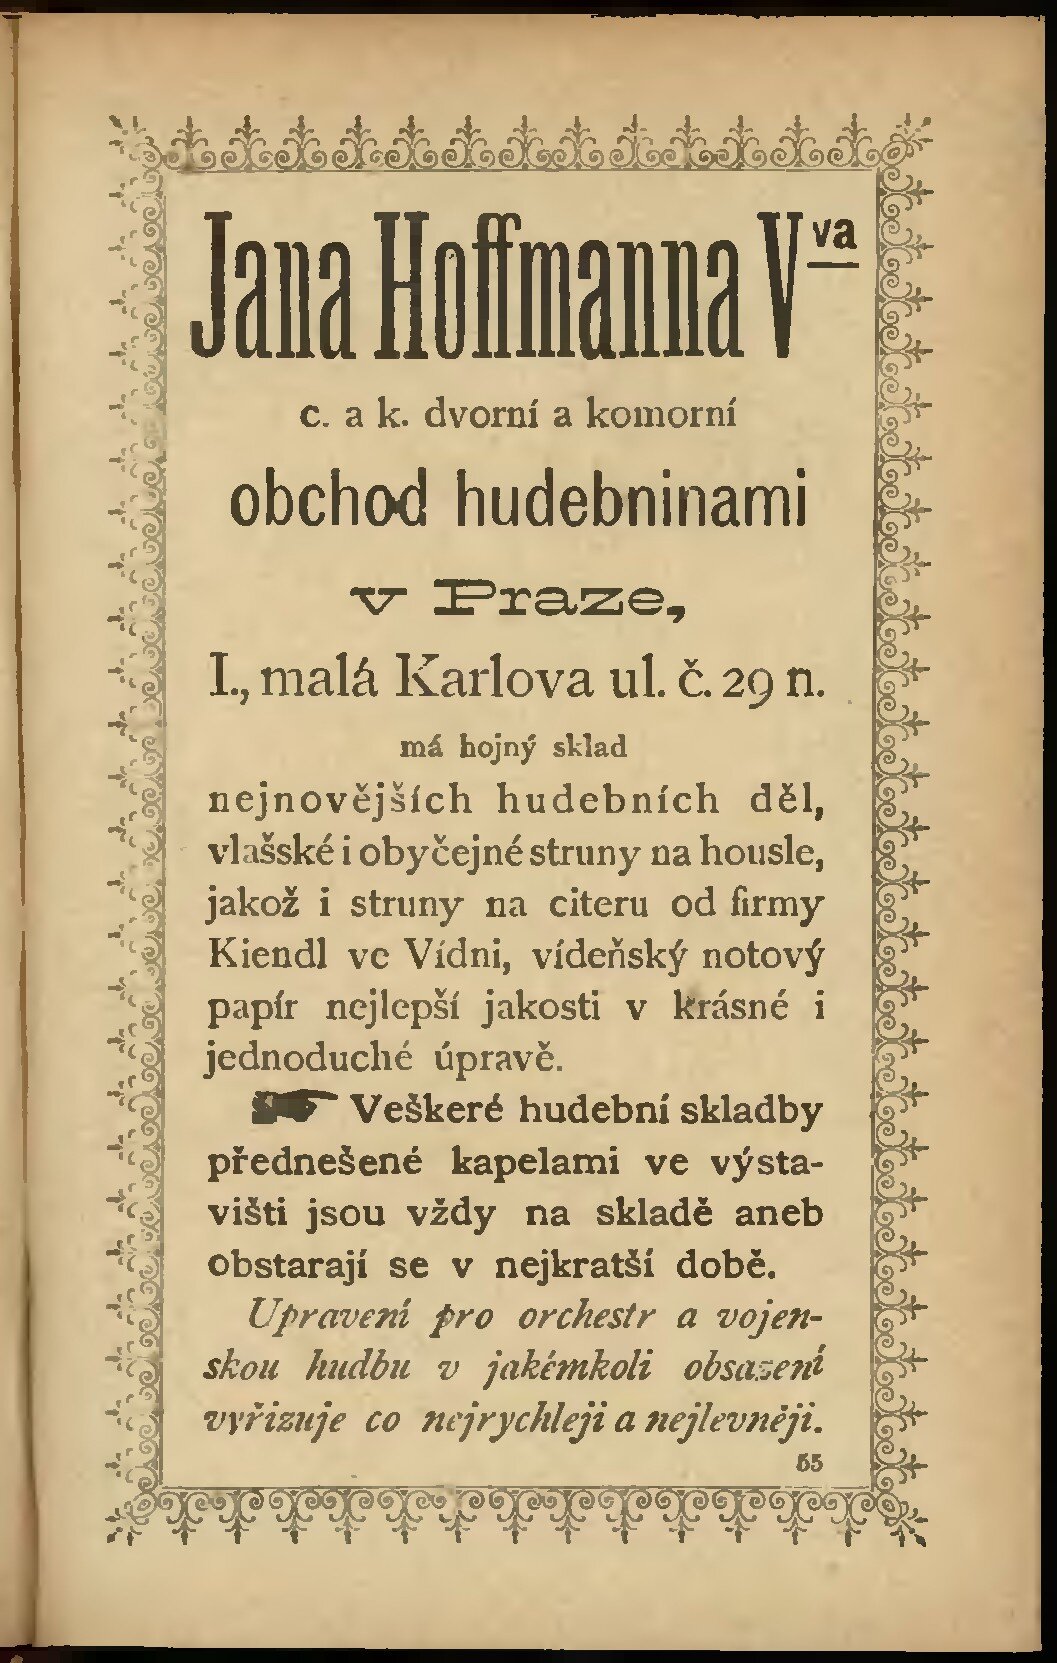 Jana Hoffmanna Vva
c. a k. dvorní a komorní
obchod hudebninami
v Praze,
I., malá Karlova ul. č. 29 n.
má hojný sklad
nejnovějších hudebních děl,
vlašské i obyčejné struny na housle,
jakož i struny na citeru od firmy
Kiendl ve Vídni, vídeňský notový
papír nejlepší jakosti v krásné i
jednoduché úpravě.
☛ Veškeré hudební skladby
přednešené kapelami ve výsta-
višti jsou vždy na skladě aneb
obstarají se v nejkratší době.
Upravení pro orchestr a vojen-
skou hudbu v jakémkoli obsazení
vyřizuje co nejrychleji a nejlevněji.
55